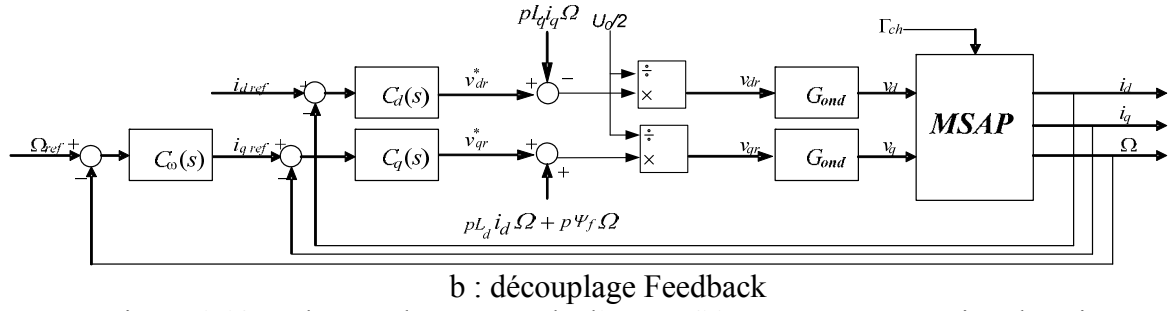 pL_q i_q Ω
U_0/2
Γ_ch
÷
×
+
−
i_d ref
C_d(s)
v*_dr
v_dr
G_ond
v_d
MSAP
i_d
i_q
Ω
Ω_ref
C_ω(s)
i_q ref
C_q(s)
v*_qr
÷
×
v_qr
G_ond
v_q
pL_d i_d Ω + pΨ_f Ω
b : découplage Feedback